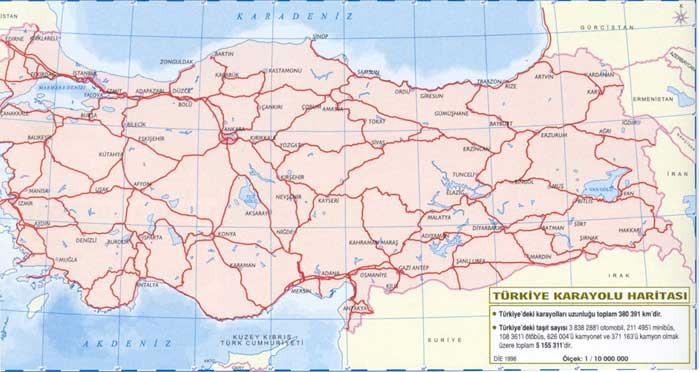 KARADENİZ
GÜRCİSTAN
EDİRNE
KIRKLARELİ
TEKİRDAĞ
İSTANBUL
MARMARA DENİZİ
YALOVA
İZMİT
ADAPAZARI
DÜZCE
BOLU
ZONGULDAK
BARTIN
KARABÜK
KASTAMONU
SİNOP
SAMSUN
ORDU
GİRESUN
TRABZON
RİZE
ARTVİN
ARDAHAN
KARS
ERMENİSTAN
IĞDIR
AĞRI
ERZURUM
BAYBURT
GÜMÜŞHANE
ÇANAKKALE
BURSA
BİLECİK
ESKİŞEHİR
ANKARA
KIRIKKALE
ÇANKIRI
ÇORUM
AMASYA
TOKAT
SİVAS
YOZGAT
BALIKESİR
KÜTAHYA
ERZİNCAN
TUNCELİ
ELAZIĞ
BİNGÖL
MUŞ
VAN GÖLÜ
BİTLİS
İRAN
MANİSA
UŞAK
AFYON
KIRŞEHİR
NEVŞEHİR
KAYSERİ
AKSARAY
MALATYA
İZMİR
AYDIN
DENİZLİ
BURDUR
ISPARTA
KONYA
NİĞDE
KAHRAMAN MARAŞ
ADIYAMAN
DİYARBAKIR
BATMAN
SİİRT
ŞIRNAK
HAKKARİ
MUĞLA
ANTALYA
KARAMAN
MERSİN
ADANA
OSMANİYE
GAZİ ANTEP
KİLİS
ŞANLI URFA
MARDİN
ANTAKYA
IRAK
SURİYE
AKDENİZ
KUZEY KIBRIS
TÜRK CUMHURİYETİ
TÜRKİYE KARAYOLU HARİTASI
Türkiye'deki karayolları uzunluğu toplam 380 391 km'dir.
Türkiye'deki taşıt sayısı 3 838 288'i otomobil, 211 495'i minibüs,
108 361'i otobüs, 626 004'ü kamyonet ve 371 163'ü kamyon olmak
üzere toplam 5 155 311'dir.
DİE 1998
Ölçek: 1 / 10 000 000